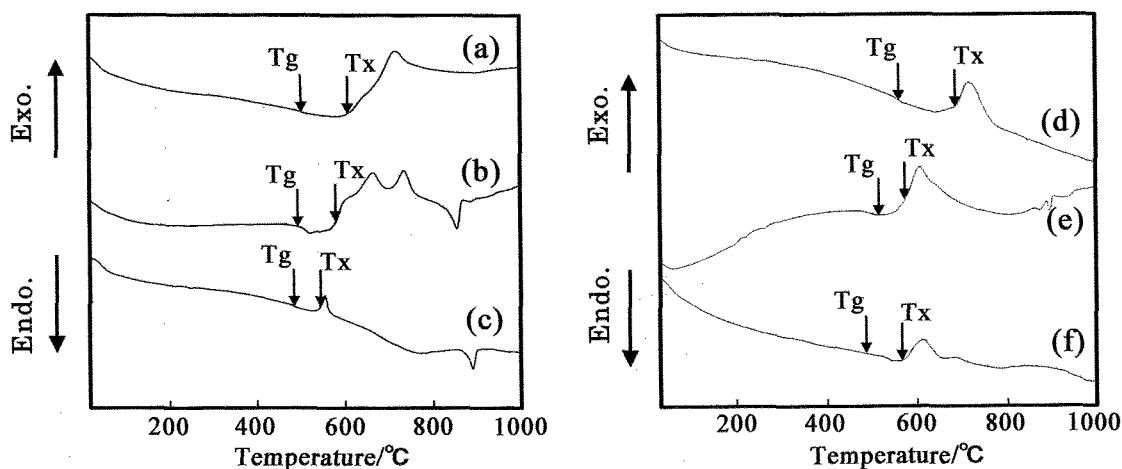 (a)
Tg
Tx
Exo.
(b)
Tg
Tx
Endo.
Tg
Tx
(c)
200 400 600 800 1000
Temperature/℃
Tg
Tx
Exo.
(d)
Tg
Tx
(e)
Endo.
Tg
Tx
(f)
200 400 600 800 1000
Temperature/℃